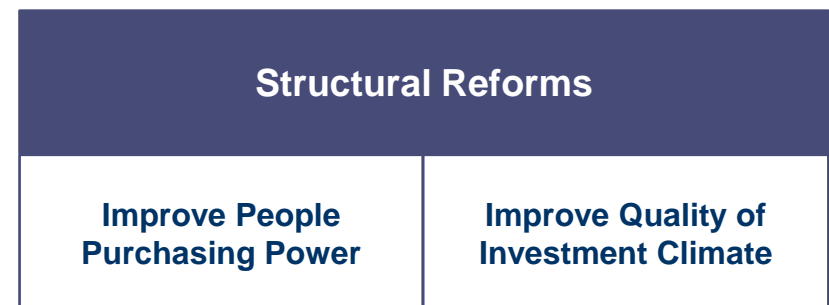 Structural Reforms
Improve People
Purchasing Power
Improve Quality of
Investment Climate